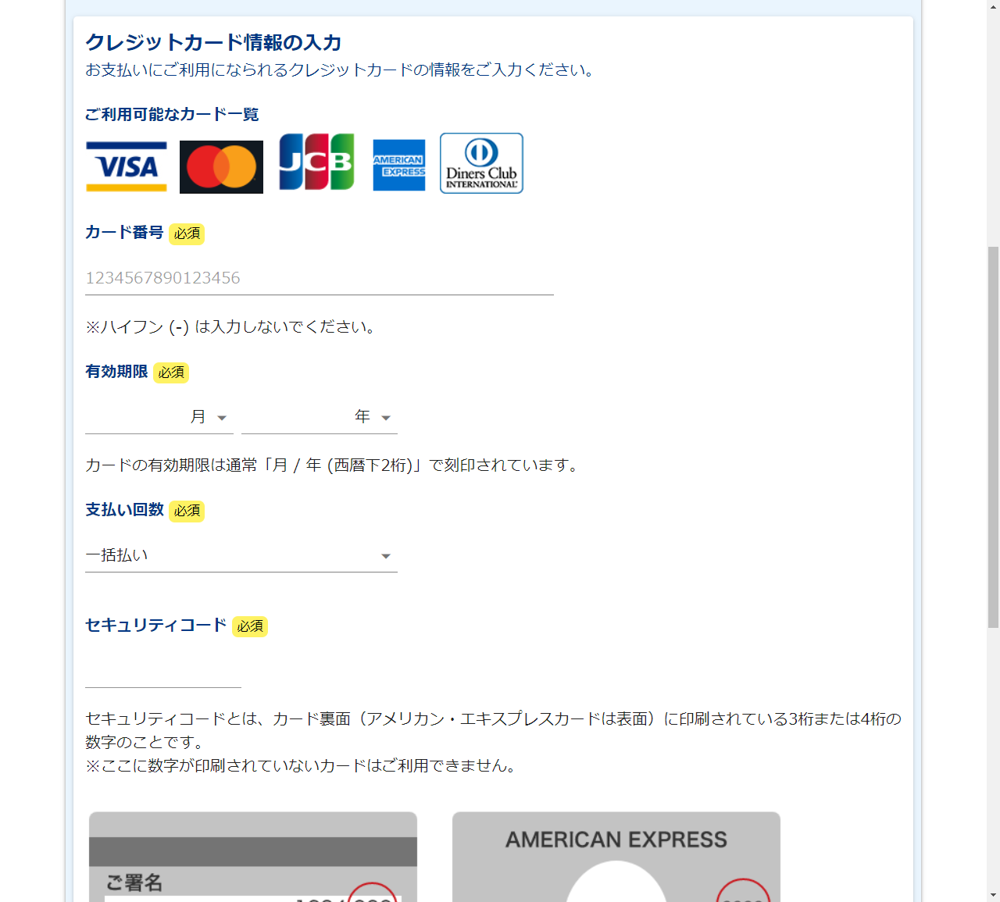 クレジットカード情報の入力
お支払いにご利用になられるクレジットカードの情報をご入力ください。
ご利用可能なカード一覧
VISA
JCB
AMERICAN
EXPRESS
Diners Club
INTERNATIONAL
カード番号 必須
1234567890123456
※ハイフン (-) は入力しないでください。
有効期限 必須
月 年
カードの有効期限は通常「月 / 年 (西暦下2桁)」で刻印されています。
支払い回数 必須
一括払い
セキュリティコード 必須
セキュリティコードとは、カード裏面（アメリカン・エキスプレスカードは表面）に印刷されている3桁または4桁の
数字のことです。
※ここに数字が印刷されていないカードはご利用できません。
AMERICAN EXPRESS
ご署名